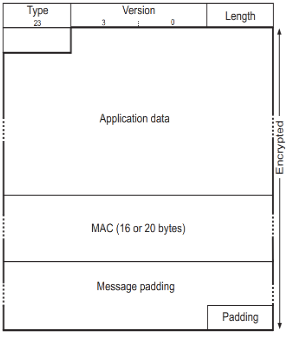 Type Version Length
23 3 0
Application data
Encrypted
MAC (16 or 20 bytes)
Message padding
Padding